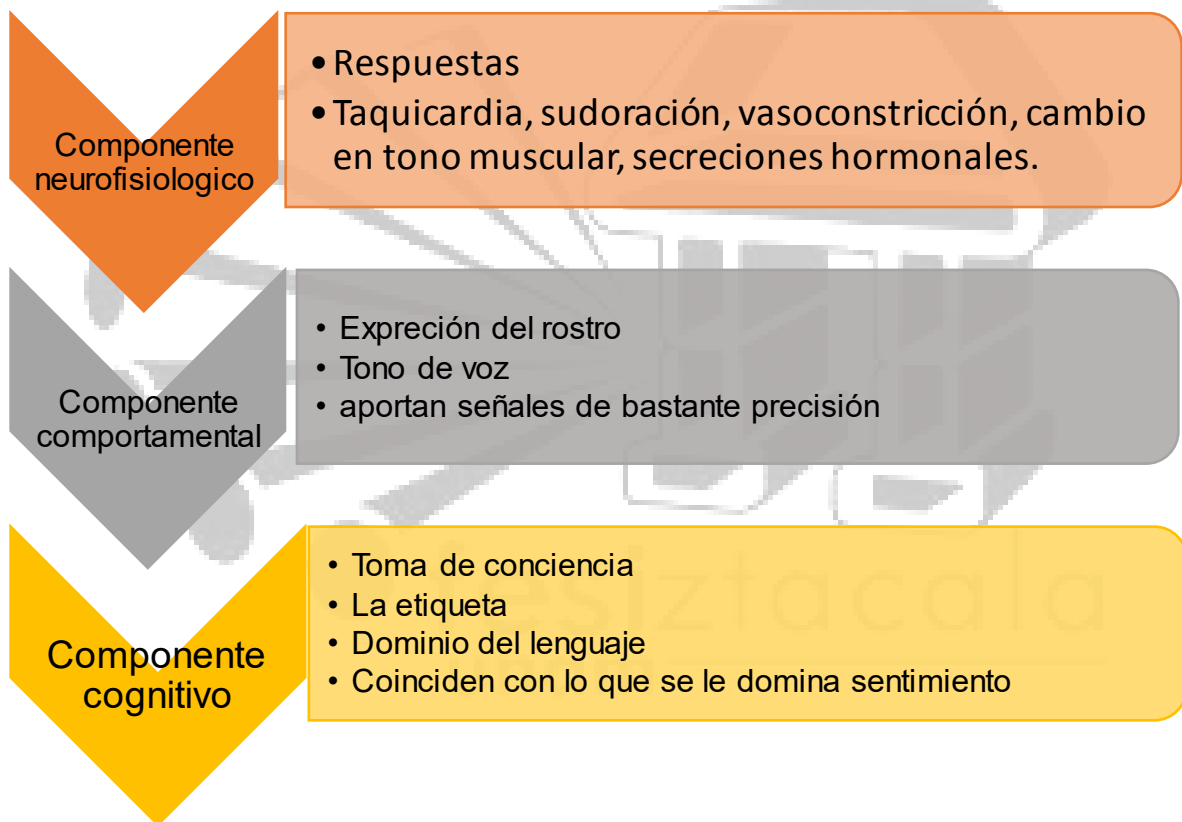 Componente
neurofisiologico
• Respuestas
• Taquicardia, sudoración, vasoconstricción, cambio
en tono muscular, secreciones hormonales.
Componente
comportamental
• Expreción del rostro
• Tono de voz
• aportan señales de bastante precisión
Componente
cognitivo
• Toma de conciencia
• La etiqueta
• Dominio del lenguaje
• Coinciden con lo que se le domina sentimiento
iztacala